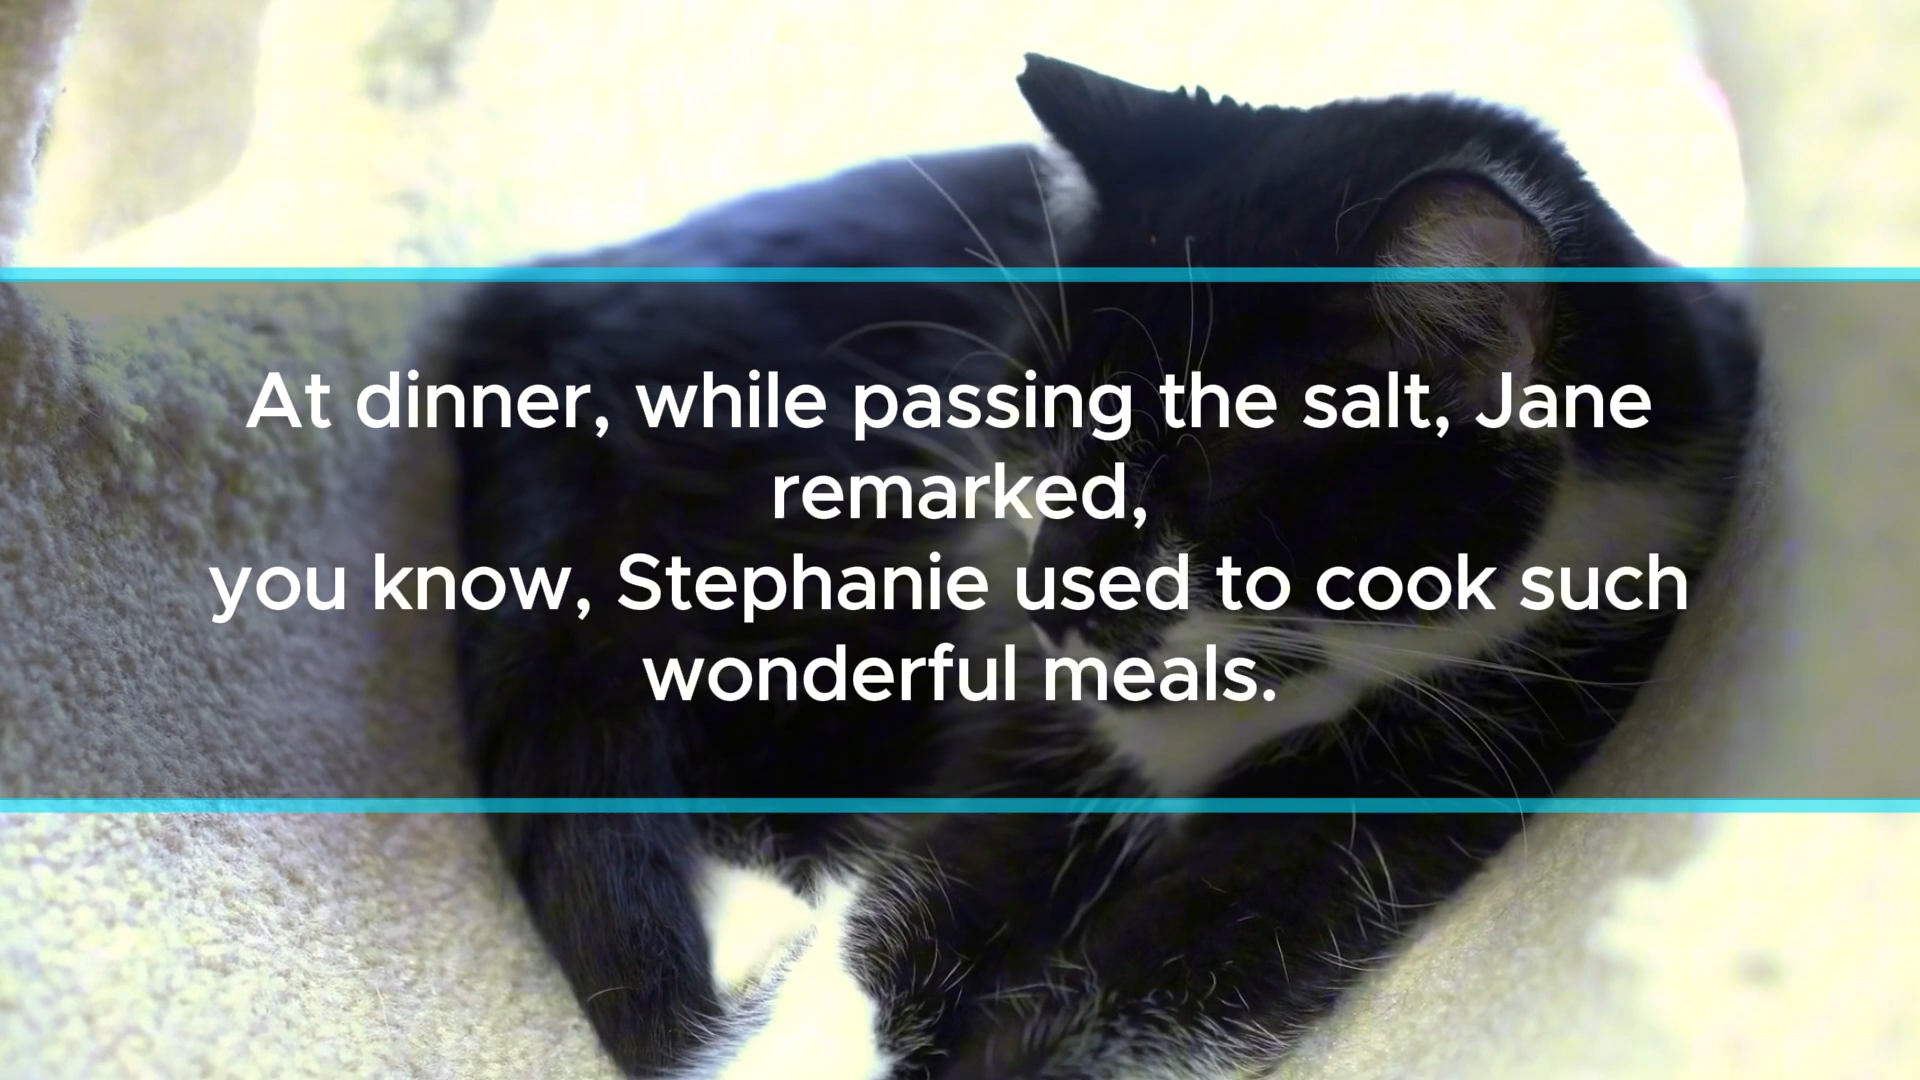 At dinner, while passing the salt, Jane
remarked,
you know, Stephanie used to cook such
wonderful meals.